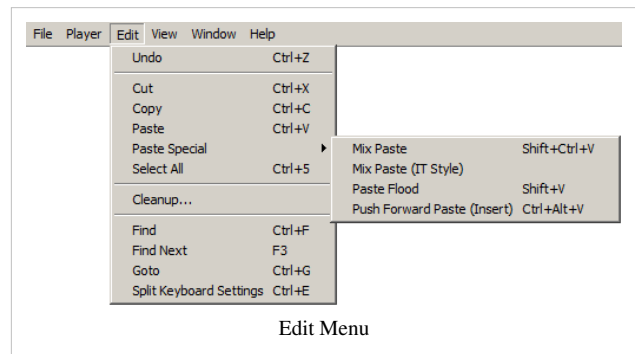 File Player Edit View Window Help
Undo Ctrl+Z
Cut Ctrl+X
Copy Ctrl+C
Paste Ctrl+V
Paste Special
Select All Ctrl+5
Cleanup...
Find Ctrl+F
Find Next F3
Goto Ctrl+G
Split Keyboard Settings Ctrl+E
Mix Paste Shift+Ctrl+V
Mix Paste (IT Style)
Paste Flood Shift+V
Push Forward Paste (Insert) Ctrl+Alt+V
Edit Menu